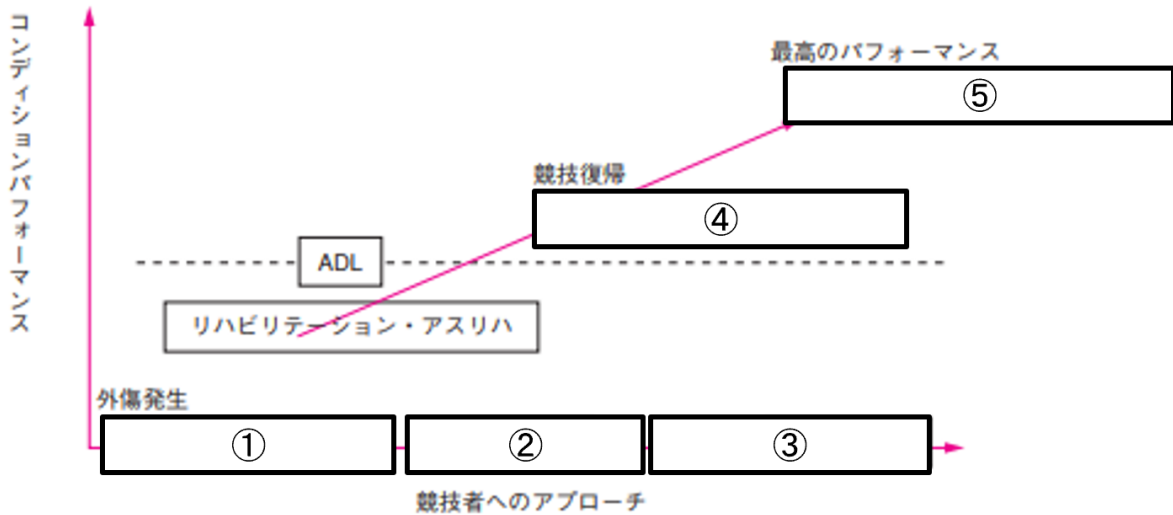 コンディションパフォーマンス
最高のパフォーマンス
⑤
競技復帰
④
ADL
リハビリテーション・アスリハ
外傷発生
① ② ③
競技者へのアプローチ